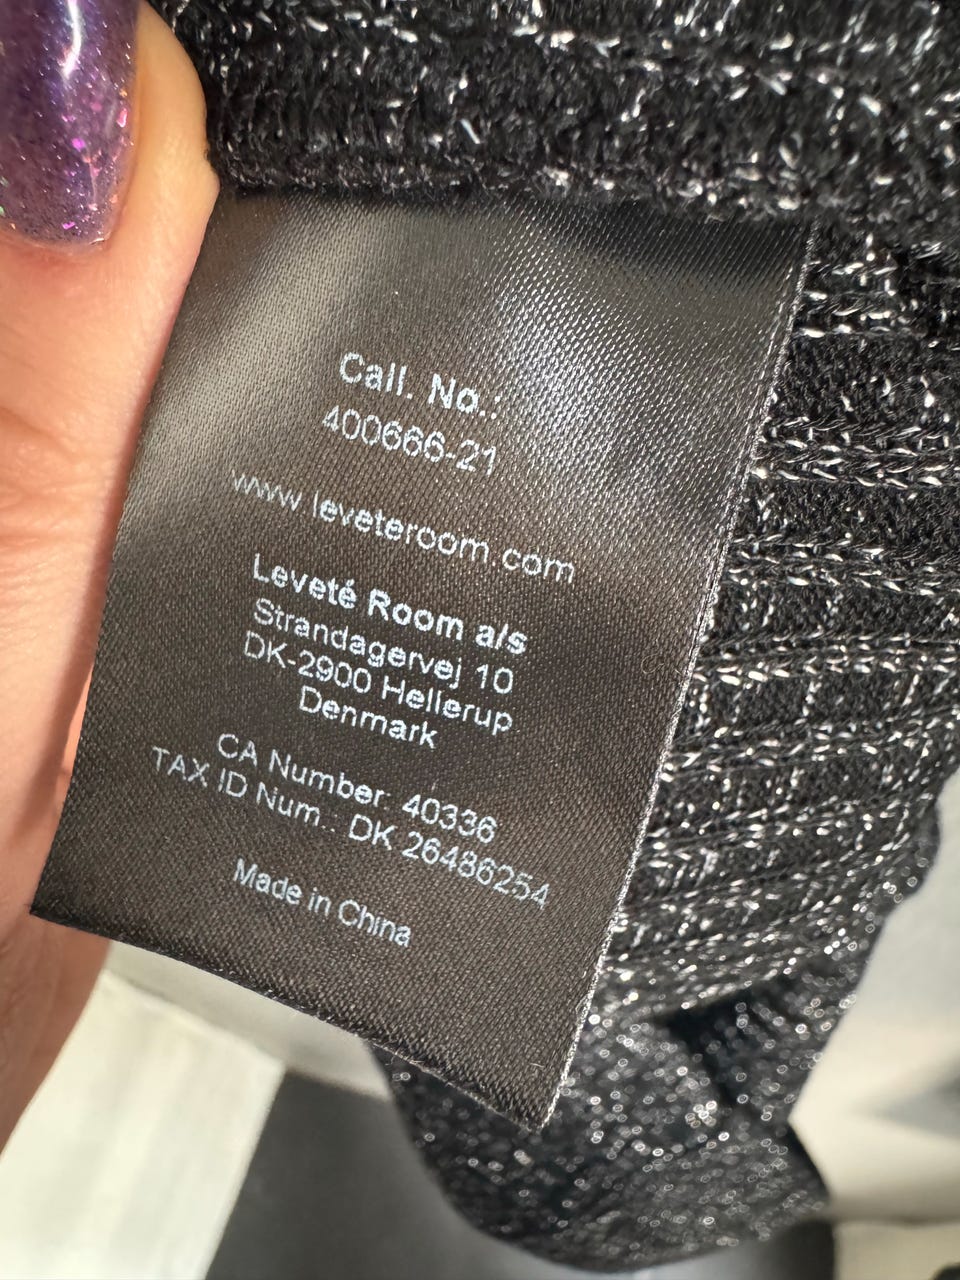 Call. No.:
400666-21
www.leveteroom.com
Leveté Room a/s
Strandagervej 10
DK-2900 Hellerup
Denmark
CA Number: 40336
TAX ID Num.: DK 26486254
Made in China